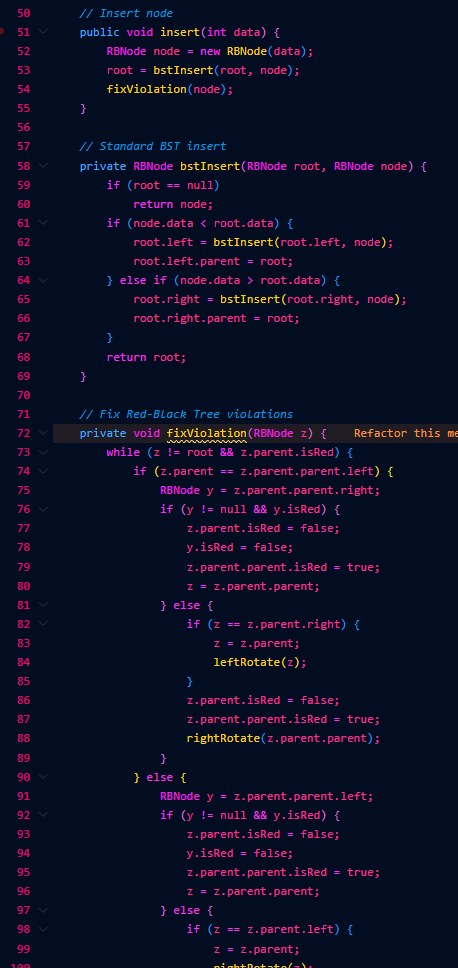 50 // Insert node
51 public void insert(int data) {
52 RBNode node = new RBNode(data);
53 root = bstInsert(root, node);
54 fixViolation(node);
55 }
56
57 // Standard BST insert
58 private RBNode bstInsert(RBNode root, RBNode node) {
59 if (root == null)
60 return node;
61 if (node.data < root.data) {
62 root.left = bstInsert(root.left, node);
63 root.left.parent = root;
64 } else if (node.data > root.data) {
65 root.right = bstInsert(root.right, node);
66 root.right.parent = root;
67 }
68 return root;
69 }
70
71 // Fix Red-Black Tree violations
72 private void fixViolation(RBNode z) { Refactor this me
73 while (z != root && z.parent.isRed) {
74 if (z.parent == z.parent.parent.left) {
75 RBNode y = z.parent.parent.right;
76 if (y != null && y.isRed) {
77 z.parent.isRed = false;
78 y.isRed = false;
79 z.parent.parent.isRed = true;
80 z = z.parent.parent;
81 } else {
82 if (z == z.parent.right) {
83 z = z.parent;
84 leftRotate(z);
85 }
86 z.parent.isRed = false;
87 z.parent.parent.isRed = true;
88 rightRotate(z.parent.parent);
89 }
90 } else {
91 RBNode y = z.parent.parent.left;
92 if (y != null && y.isRed) {
93 z.parent.isRed = false;
94 y.isRed = false;
95 z.parent.parent.isRed = true;
96 z = z.parent.parent;
97 } else {
98 if (z == z.parent.left) {
99 z = z.parent;
100 rightRotate(z);